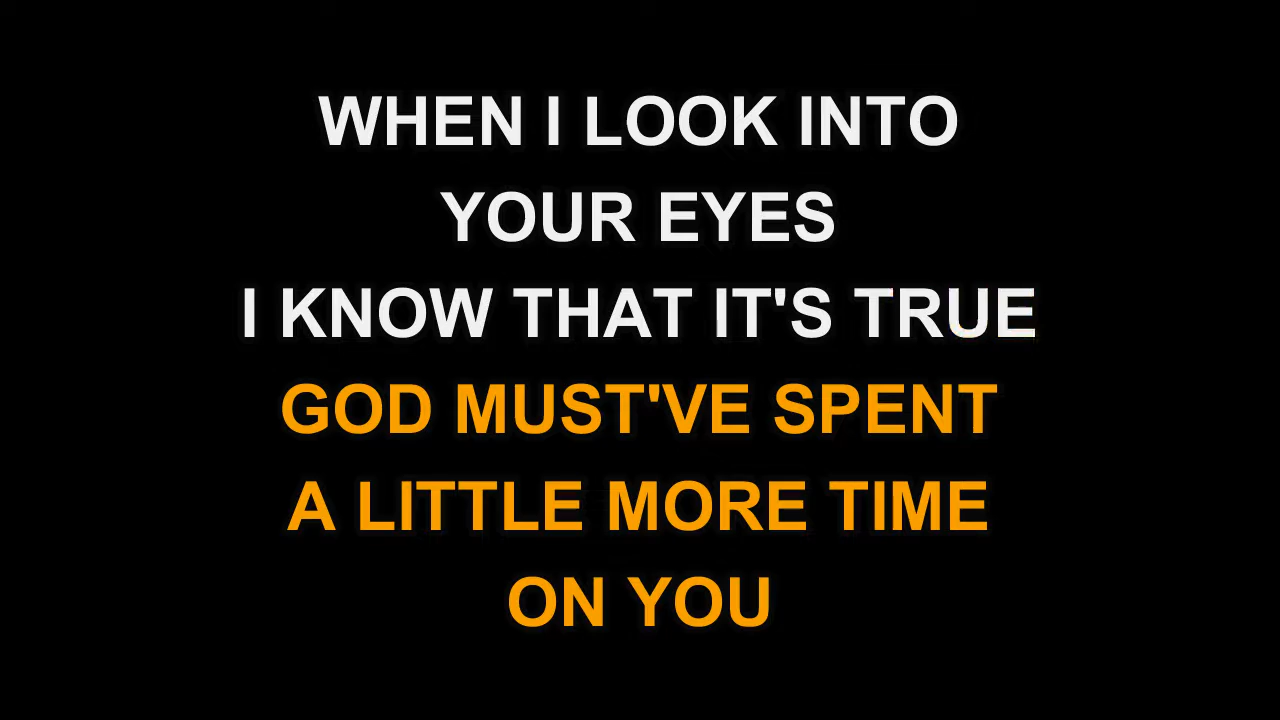 WHEN I LOOK INTO
YOUR EYES
I KNOW THAT IT'S TRUE
GOD MUST'VE SPENT
A LITTLE MORE TIME
ON YOU